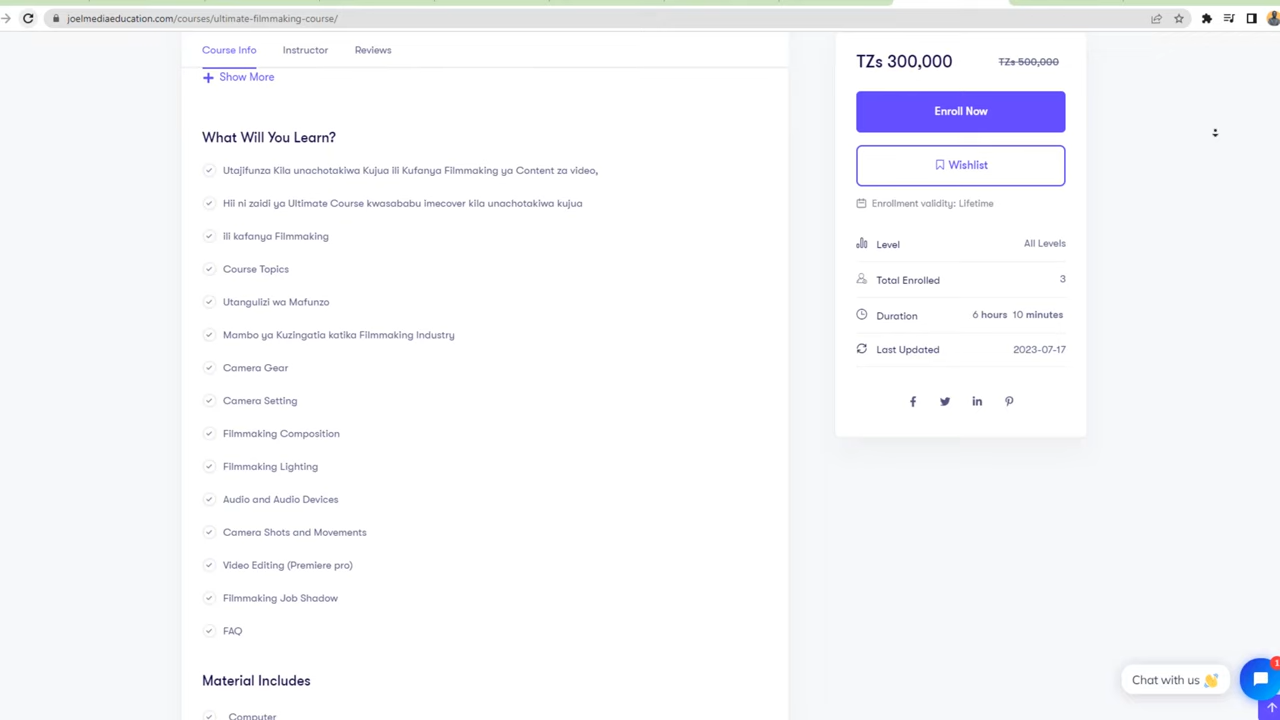 joelmediaeducation.com/courses/ultimate-filmmaking-course/
Course Info Instructor Reviews
Show More
What Will You Learn?
Utajifunza Kila unachotakiwa Kujua ili Kufanya Filmmaking ya Content za video,
Hii ni zaidi ya Ultimate Course kwasababu imecover kila unachotakiwa kujua
ili kafanya Filmmaking
Course Topics
Utangulizi wa Mafunzo
Mambo ya Kuzingatia katika Filmmaking Industry
Camera Gear
Camera Setting
Filmmaking Composition
Filmmaking Lighting
Audio and Audio Devices
Camera Shots and Movements
Video Editing (Premiere pro)
Filmmaking Job Shadow
FAQ
Material Includes
Computer
TZs 300,000 TZs 500,000
Enroll Now
Wishlist
Enrollment validity: Lifetime
Level All Levels
Total Enrolled 3
Duration 6 hours 10 minutes
Last Updated 2023-07-17
Chat with us 👋
1